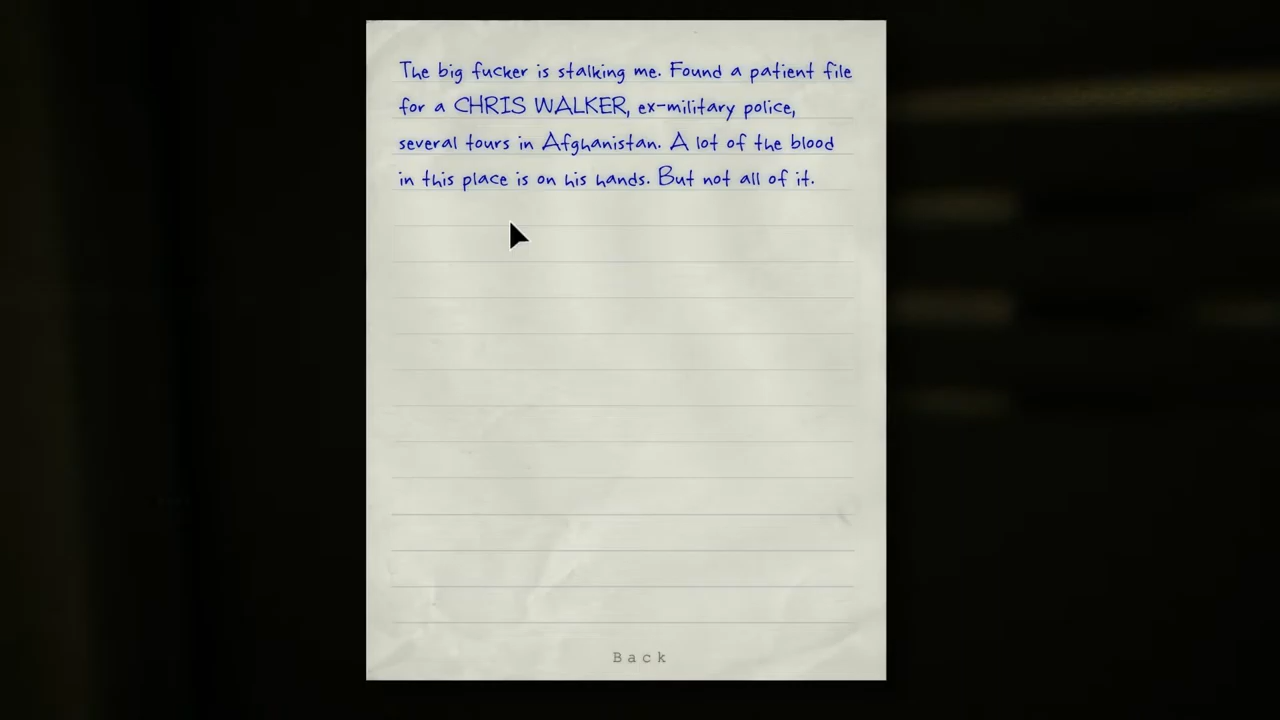 The big fucker is stalking me. Found a patient file
for a CHRIS WALKER, ex-military police,
several tours in Afghanistan. A lot of the blood
in this place is on his hands. But not all of it.
Back